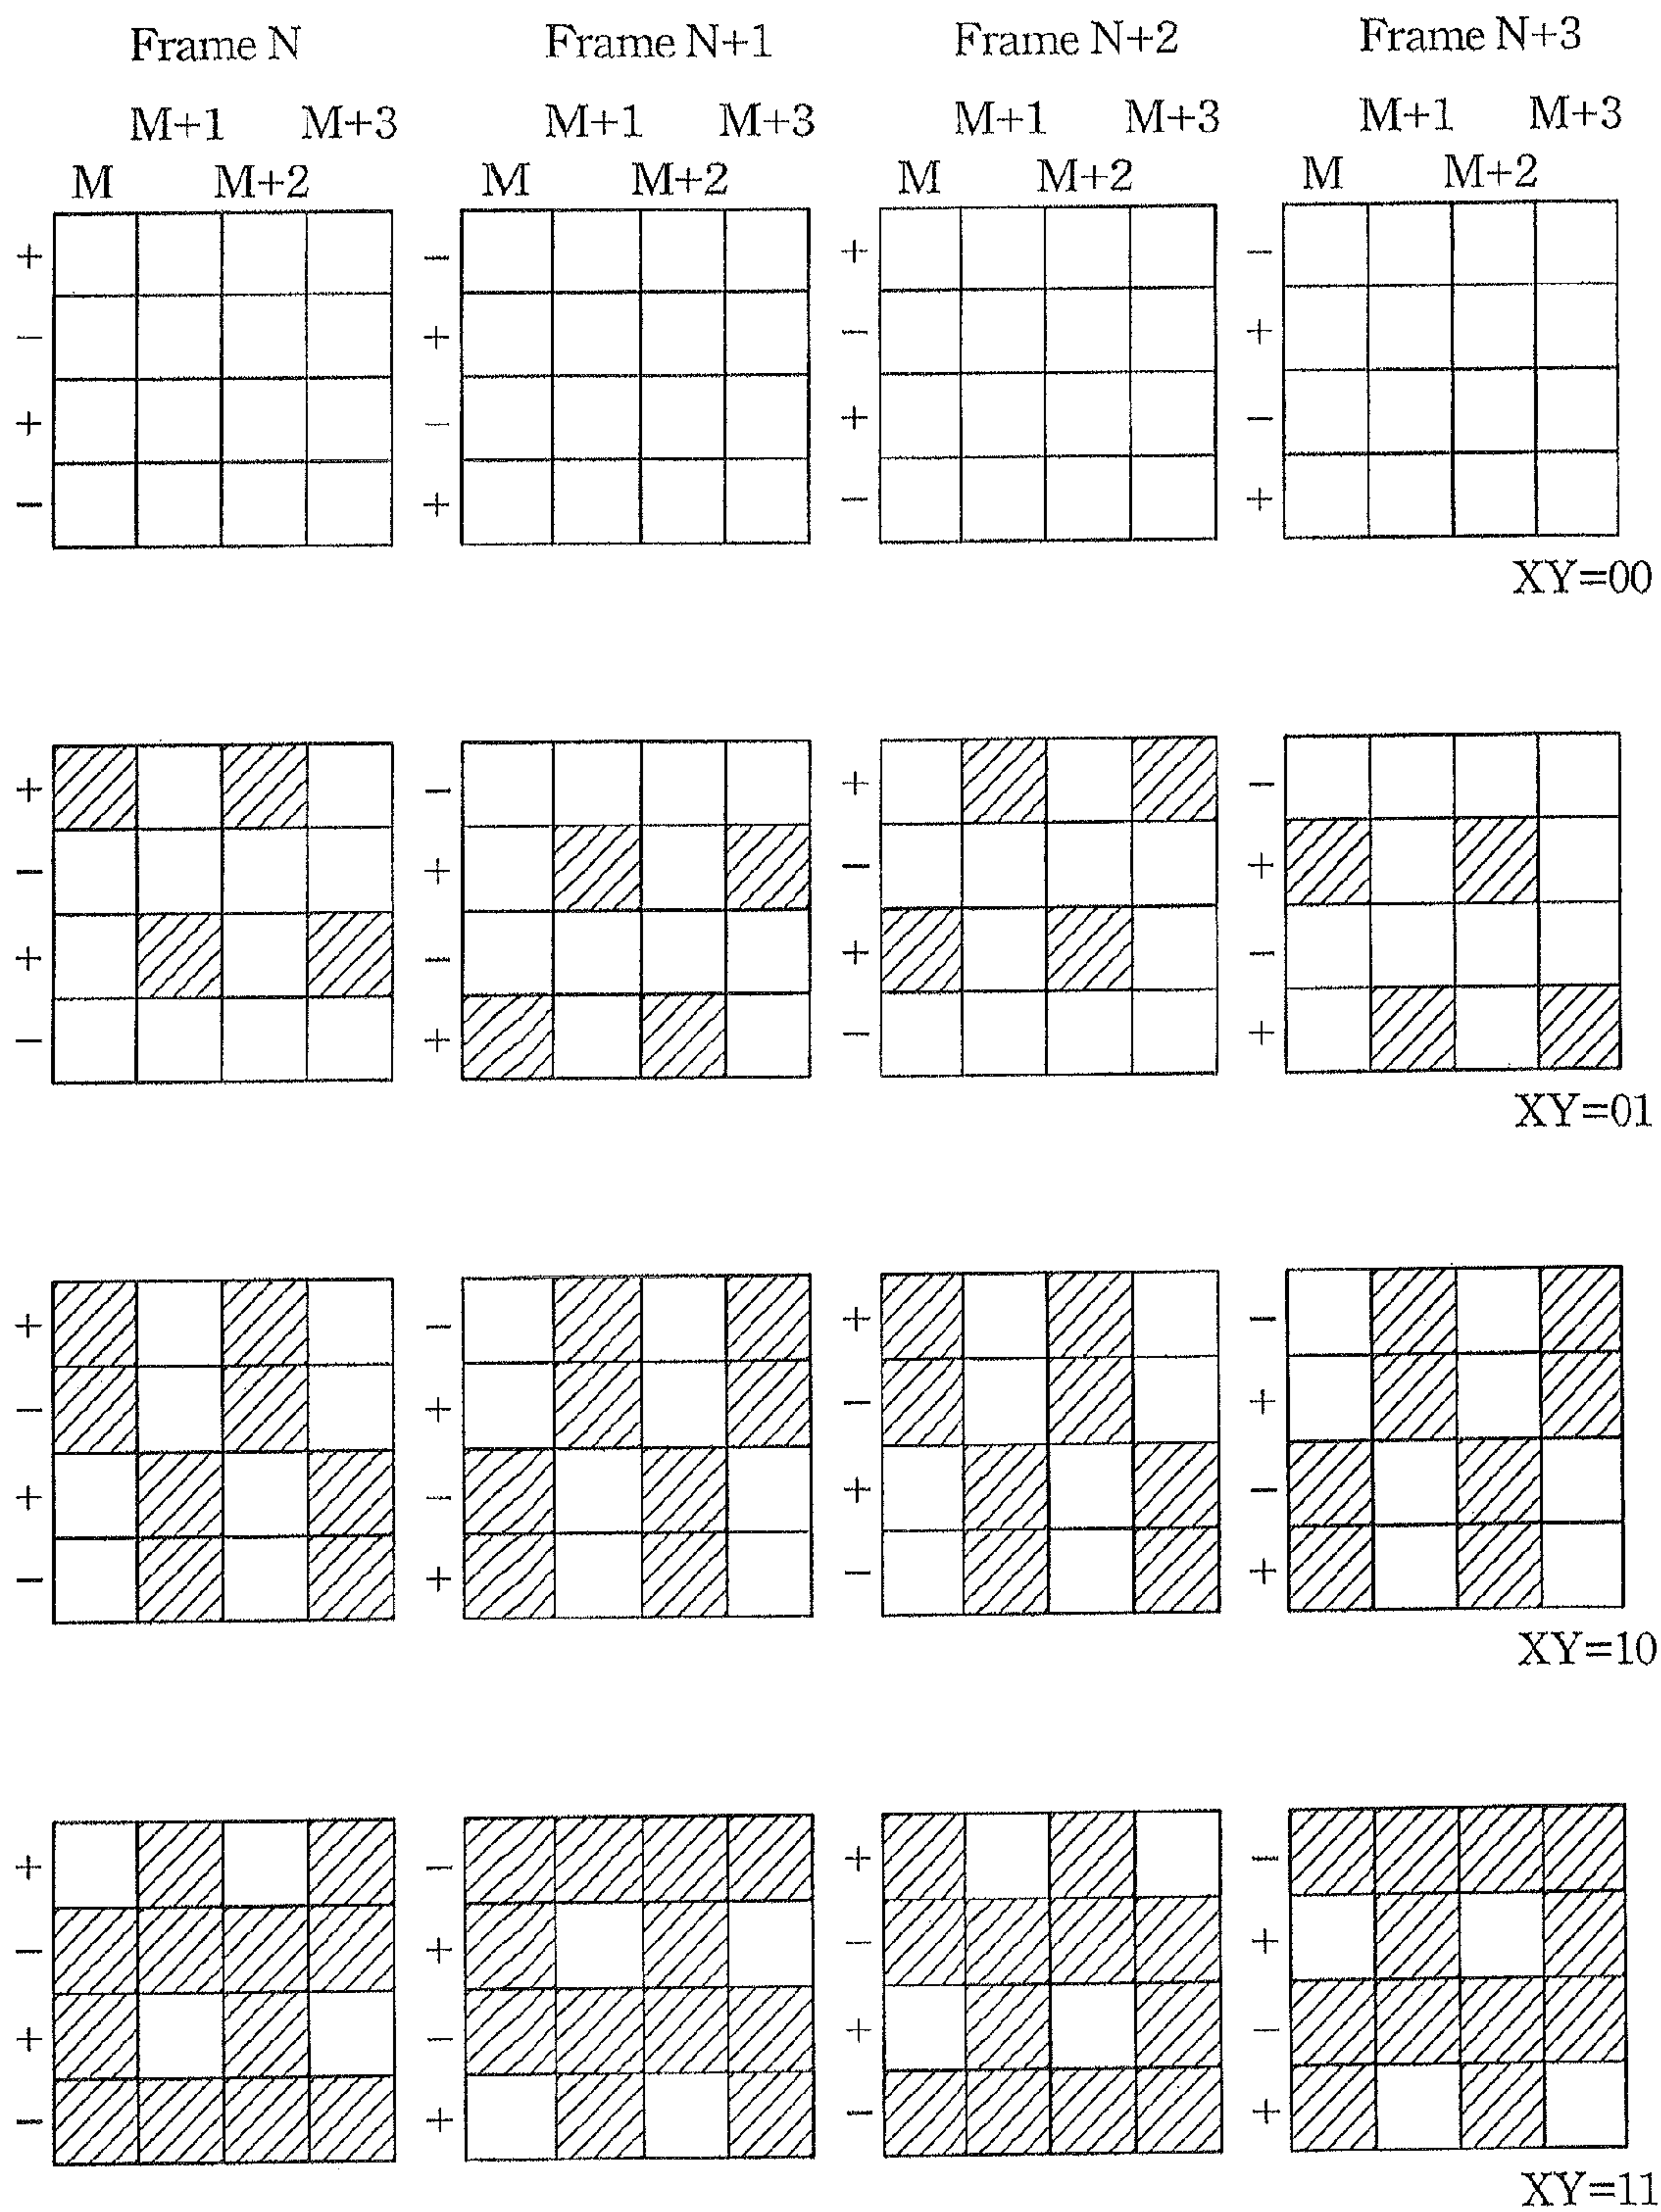 Frame N Frame N+1 Frame N+2 Frame N+3
M+1 M+3 M+1 M+3 M+1 M+3 M+1 M+3
M M+2 M M+2 M M+2 M M+2
+ − + −
− + − +
+ − + −
− + − +
XY=00
+ − + −
− + − +
+ − + −
− + − +
XY=01
+ − + −
− + − +
+ − + −
− + − +
XY=10
+ − + −
− + − +
+ − + −
− + − +
XY=11